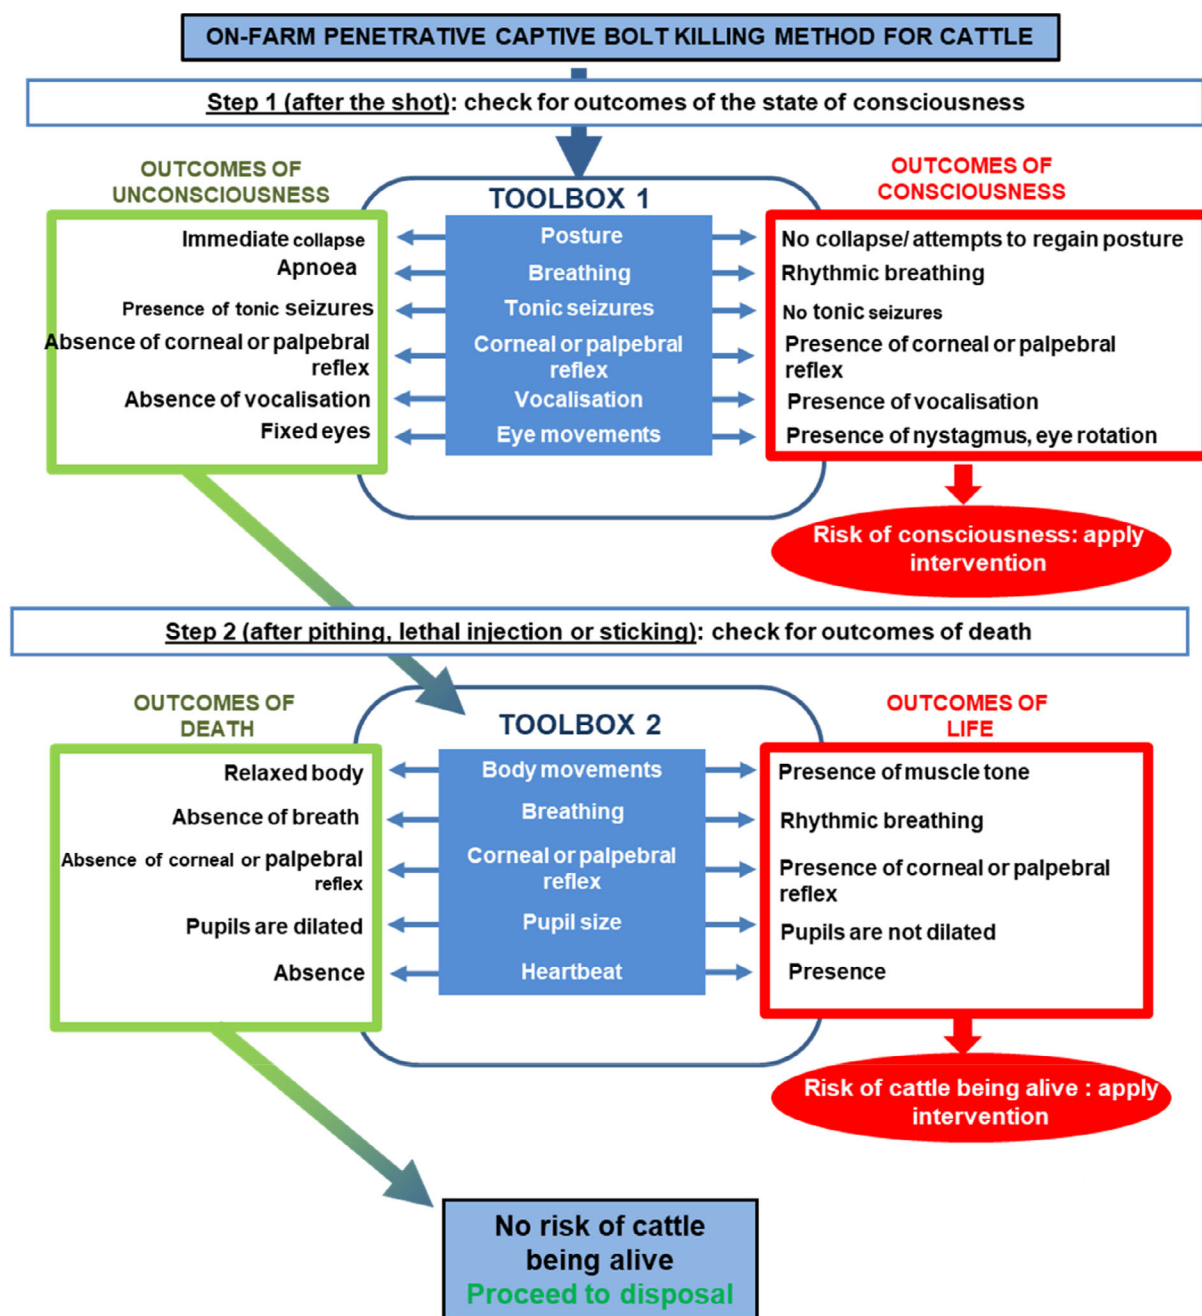 ON-FARM PENETRATIVE CAPTIVE BOLT KILLING METHOD FOR CATTLE
Step 1 (after the shot): check for outcomes of the state of consciousness
OUTCOMES OF
UNCONSCIOUSNESS
Immediate collapse
Apnoea
Presence of tonic seizures
Absence of corneal or palpebral
reflex
Absence of vocalisation
Fixed eyes
TOOLBOX 1
Posture
Breathing
Tonic seizures
Corneal or palpebral
reflex
Vocalisation
Eye movements
OUTCOMES OF
CONSCIOUSNESS
No collapse/ attempts to regain posture
Rhythmic breathing
No tonic seizures
Presence of corneal or palpebral
reflex
Presence of vocalisation
Presence of nystagmus, eye rotation
Risk of consciousness: apply
intervention
Step 2 (after pithing, lethal injection or sticking): check for outcomes of death
OUTCOMES OF
DEATH
Relaxed body
Absence of breath
Absence of corneal or palpebral
reflex
Pupils are dilated
Absence
TOOLBOX 2
Body movements
Breathing
Corneal or palpebral
reflex
Pupil size
Heartbeat
OUTCOMES OF
LIFE
Presence of muscle tone
Rhythmic breathing
Presence of corneal or palpebral
reflex
Pupils are not dilated
Presence
Risk of cattle being alive : apply
intervention
No risk of cattle
being alive
Proceed to disposal